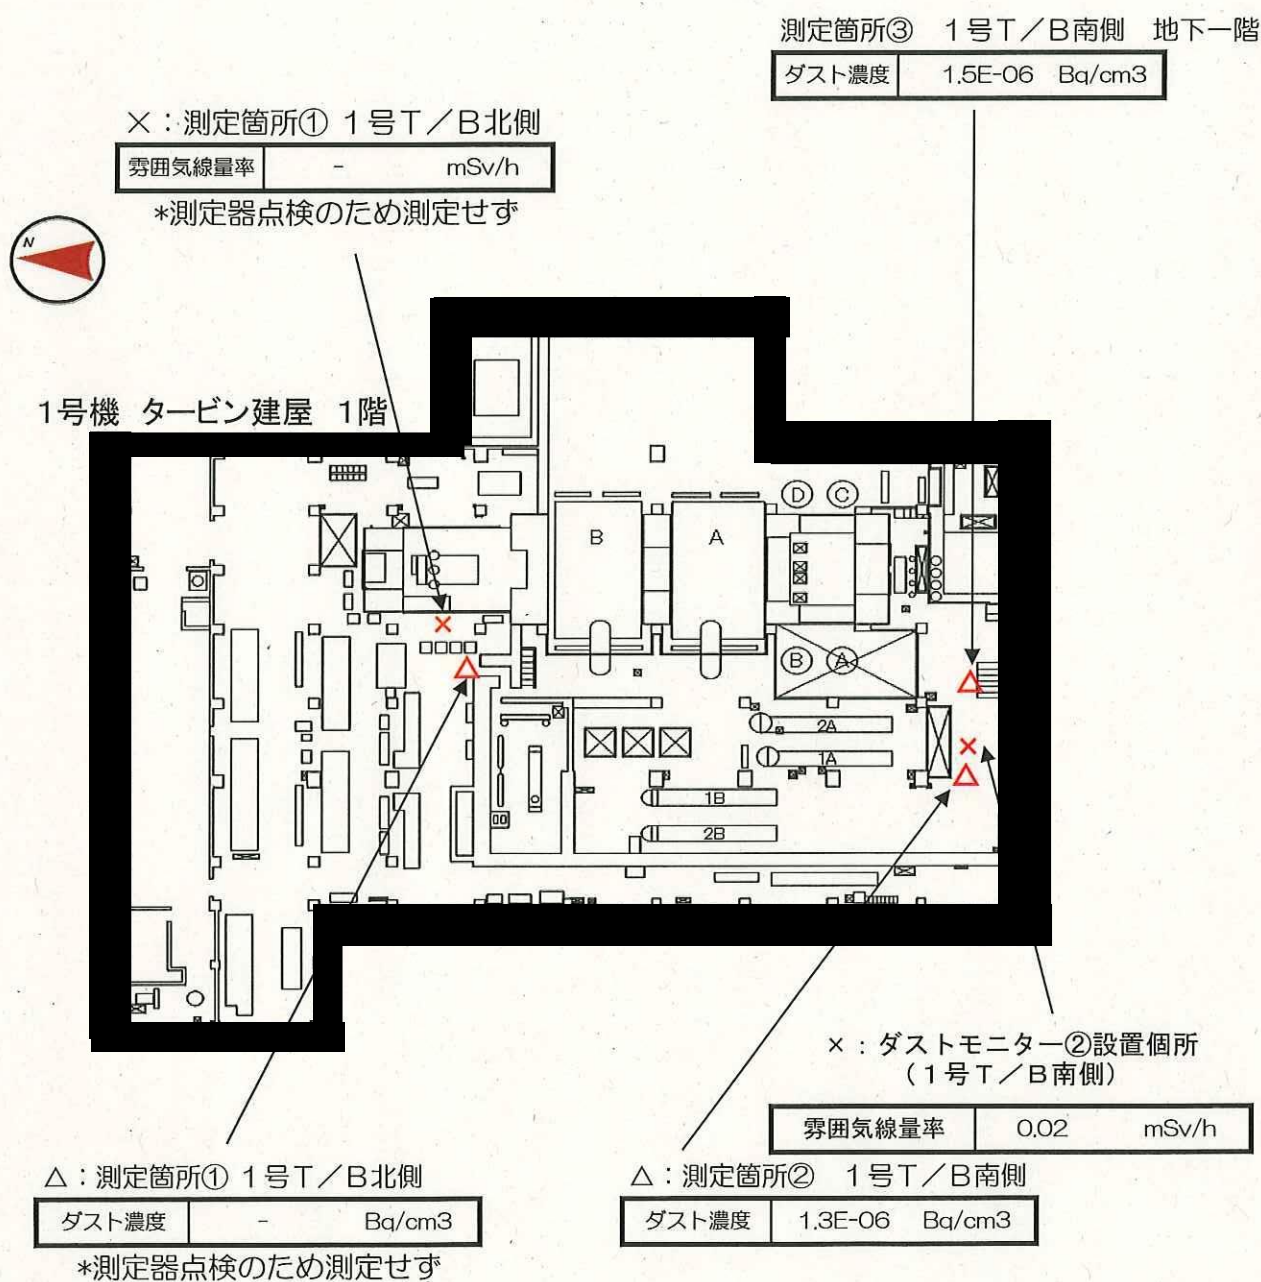 測定箇所③ 1号T/B南側 地下一階
ダスト濃度 1.5E-06 Bq/cm3
×:測定箇所① 1号T/B北側
雰囲気線量率 - mSv/h
*測定器点検のため測定せず
N
1号機 タービン建屋 1階
D C
B A
B A
2A
1A
1B
2B
×:ダストモニター②設置個所
(1号T/B南側)
雰囲気線量率 0.02 mSv/h
△:測定箇所① 1号T/B北側
ダスト濃度 - Bq/cm3
*測定器点検のため測定せず
△:測定箇所② 1号T/B南側
ダスト濃度 1.3E-06 Bq/cm3